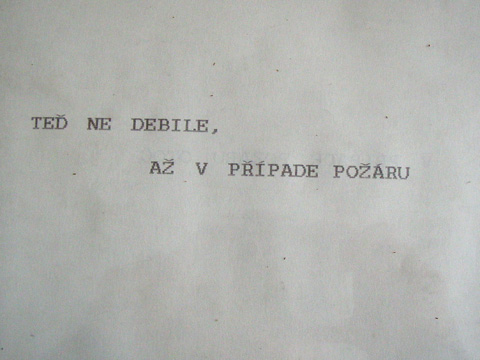 TEĎ NE DEBILE,
AŽ V PŘÍPADE POŽÁRU